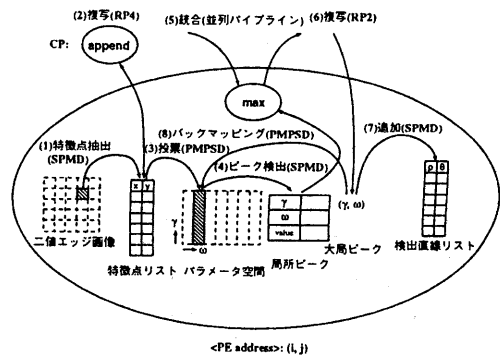 (2)複写(RP4)
(5)統合(並列パイプライン)
(6)複写(RP2)
CP:
append
max
(1)特徴点抽出
(SPMD)
(8)バックマッピング(PMPSD)
(3)投票(PMPSD)
(7)追加(SPMD)
(4)ピーク検出(SPMD)
x y
γ
ω
γ
ω
value
(γ, ω)
ρ θ
二値エッジ画像
特徴点リスト
パラメータ空間
局所ピーク
大局ピーク
検出直線リスト
<PE address>: (i, j)